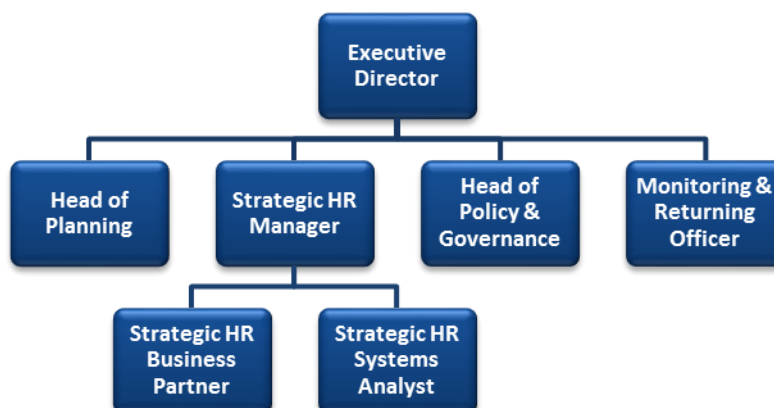 Executive
Director
Head of
Planning
Strategic HR
Manager
Head of
Policy &
Governance
Monitoring &
Returning
Officer
Strategic HR
Business
Partner
Strategic HR
Systems
Analyst